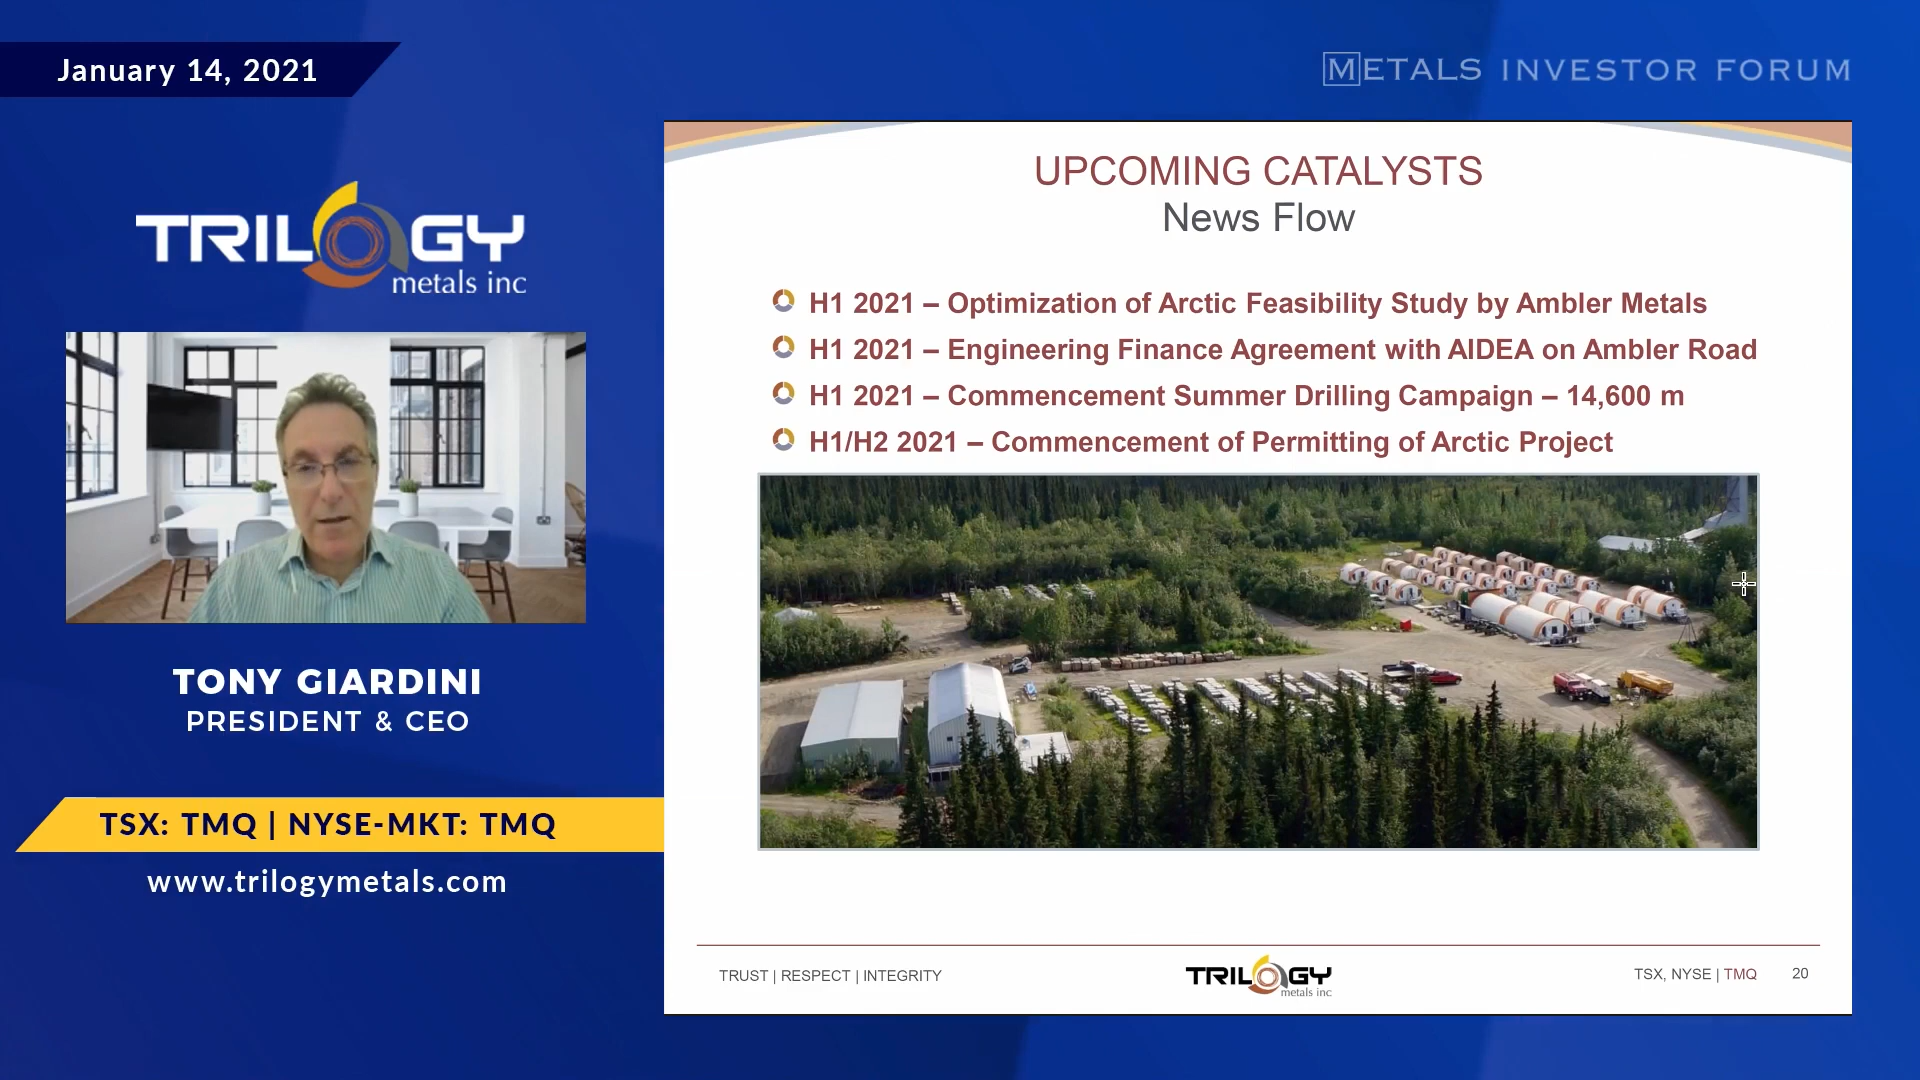 January 14, 2021
METALS INVESTOR FORUM
TRILOGY
metals inc
TONY GIARDINI
PRESIDENT & CEO
TSX: TMQ | NYSE-MKT: TMQ
www.trilogymetals.com
UPCOMING CATALYSTS
News Flow
H1 2021 – Optimization of Arctic Feasibility Study by Ambler Metals
H1 2021 – Engineering Finance Agreement with AIDEA on Ambler Road
H1 2021 – Commencement Summer Drilling Campaign – 14,600 m
H1/H2 2021 – Commencement of Permitting of Arctic Project
TRUST | RESPECT | INTEGRITY
TRILOGY
metals inc
TSX, NYSE | TMQ 20